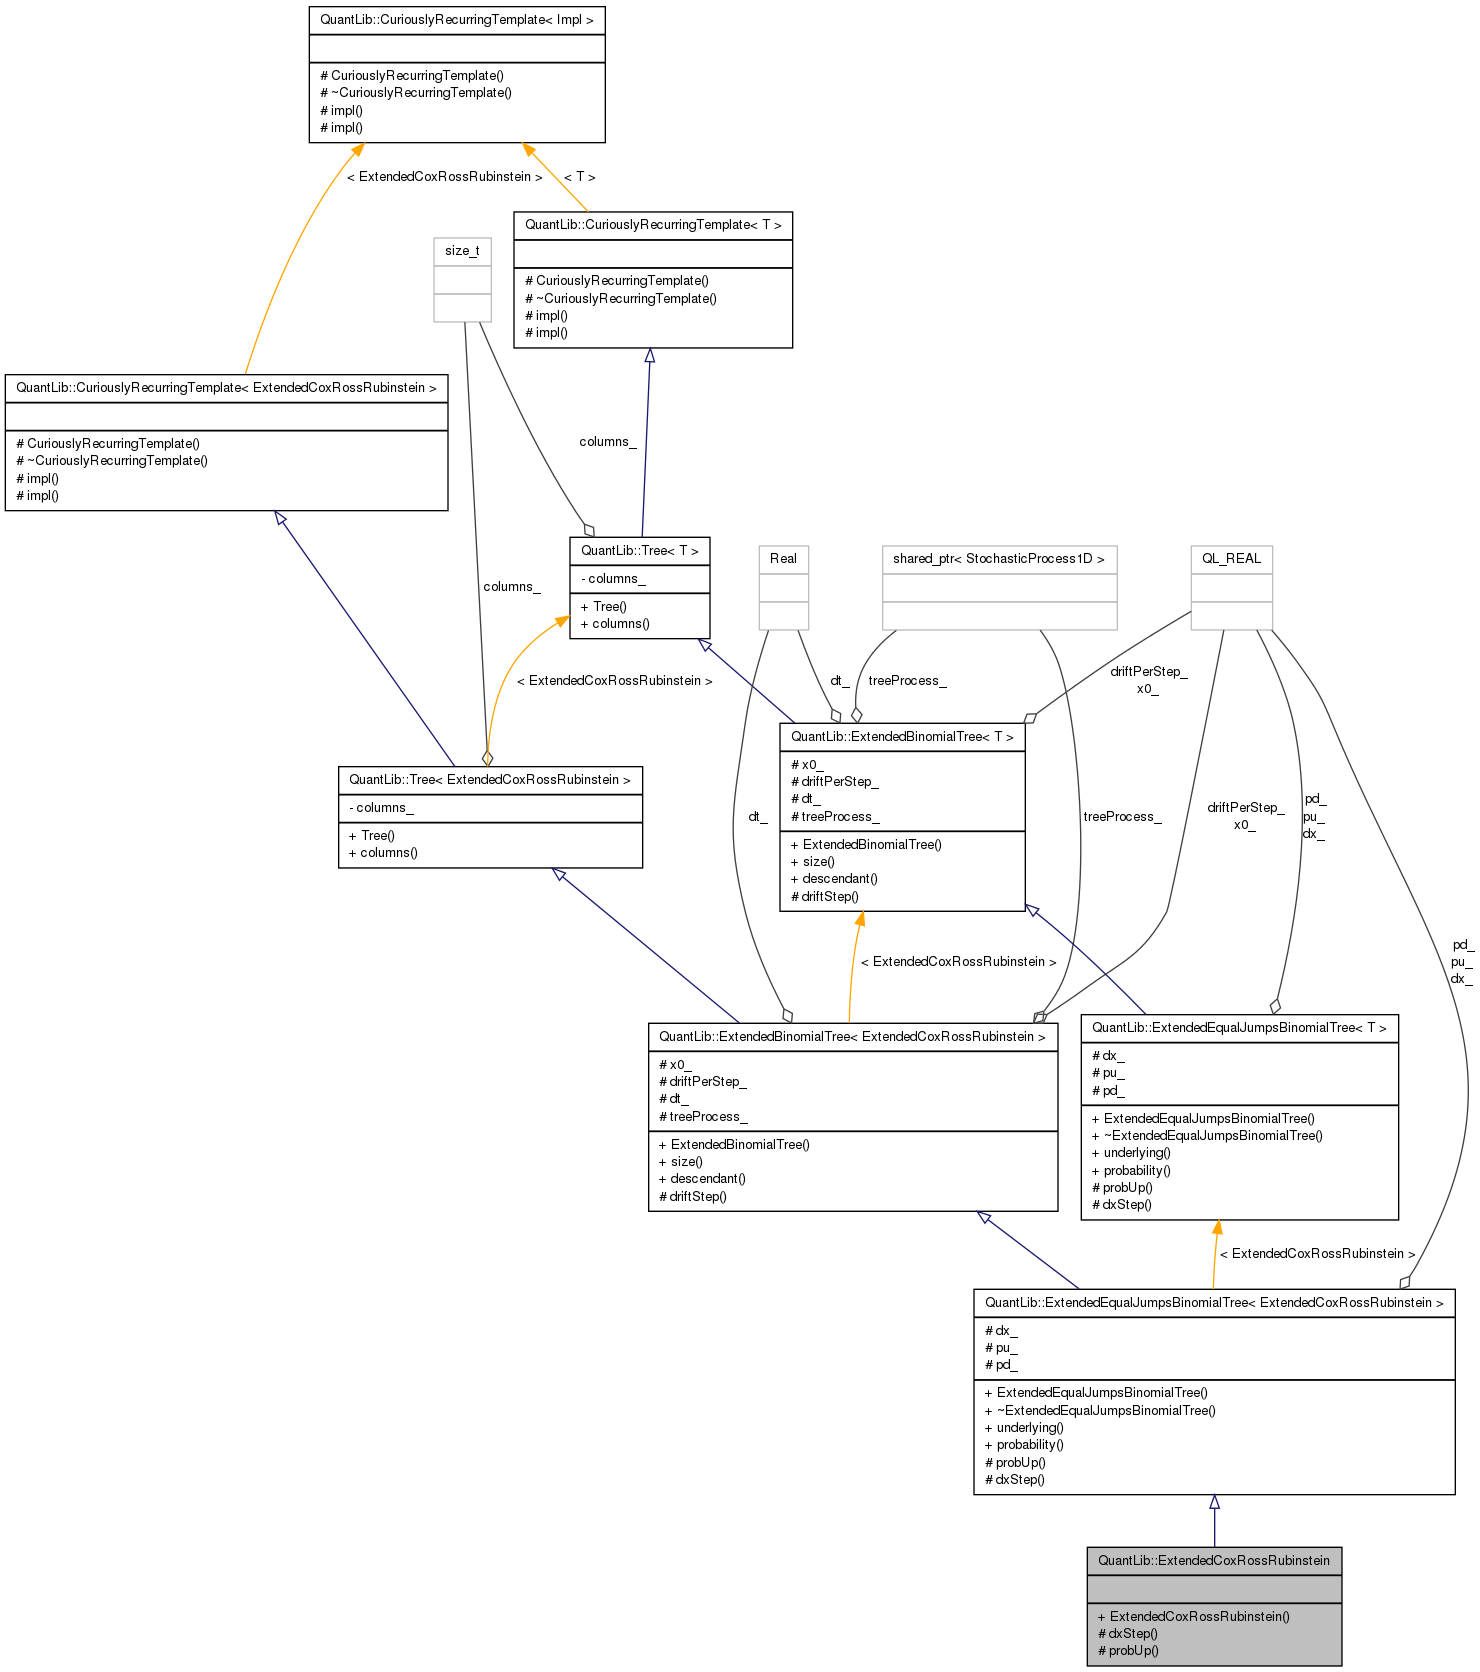 QuantLib::CuriouslyRecurringTemplate< Impl >
# CuriouslyRecurringTemplate()
# ~CuriouslyRecurringTemplate()
# impl()
# impl()
< ExtendedCoxRossRubinstein >
< T >
QuantLib::CuriouslyRecurringTemplate< T >
# CuriouslyRecurringTemplate()
# ~CuriouslyRecurringTemplate()
# impl()
# impl()
size_t
QuantLib::CuriouslyRecurringTemplate< ExtendedCoxRossRubinstein >
# CuriouslyRecurringTemplate()
# ~CuriouslyRecurringTemplate()
# impl()
# impl()
columns_
QuantLib::Tree< T >
- columns_
+ Tree()
+ columns()
Real
shared_ptr< StochasticProcess1D >
QL_REAL
columns_
< ExtendedCoxRossRubinstein >
dt_
treeProcess_
driftPerStep_
x0_
QuantLib::ExtendedBinomialTree< T >
# x0_
# driftPerStep_
# dt_
# treeProcess_
+ ExtendedBinomialTree()
+ size()
+ descendant()
# driftStep()
QuantLib::Tree< ExtendedCoxRossRubinstein >
- columns_
+ Tree()
+ columns()
dt_
treeProcess_
driftPerStep_
x0_
pd_
pu_
dx_
< ExtendedCoxRossRubinstein >
pd_
pu_
dx_
QuantLib::ExtendedBinomialTree< ExtendedCoxRossRubinstein >
# x0_
# driftPerStep_
# dt_
# treeProcess_
+ ExtendedBinomialTree()
+ size()
+ descendant()
# driftStep()
QuantLib::ExtendedEqualJumpsBinomialTree< T >
# dx_
# pu_
# pd_
+ ExtendedEqualJumpsBinomialTree()
+ ~ExtendedEqualJumpsBinomialTree()
+ underlying()
+ probability()
# probUp()
# dxStep()
< ExtendedCoxRossRubinstein >
QuantLib::ExtendedEqualJumpsBinomialTree< ExtendedCoxRossRubinstein >
# dx_
# pu_
# pd_
+ ExtendedEqualJumpsBinomialTree()
+ ~ExtendedEqualJumpsBinomialTree()
+ underlying()
+ probability()
# probUp()
# dxStep()
QuantLib::ExtendedCoxRossRubinstein
+ ExtendedCoxRossRubinstein()
# dxStep()
# probUp()